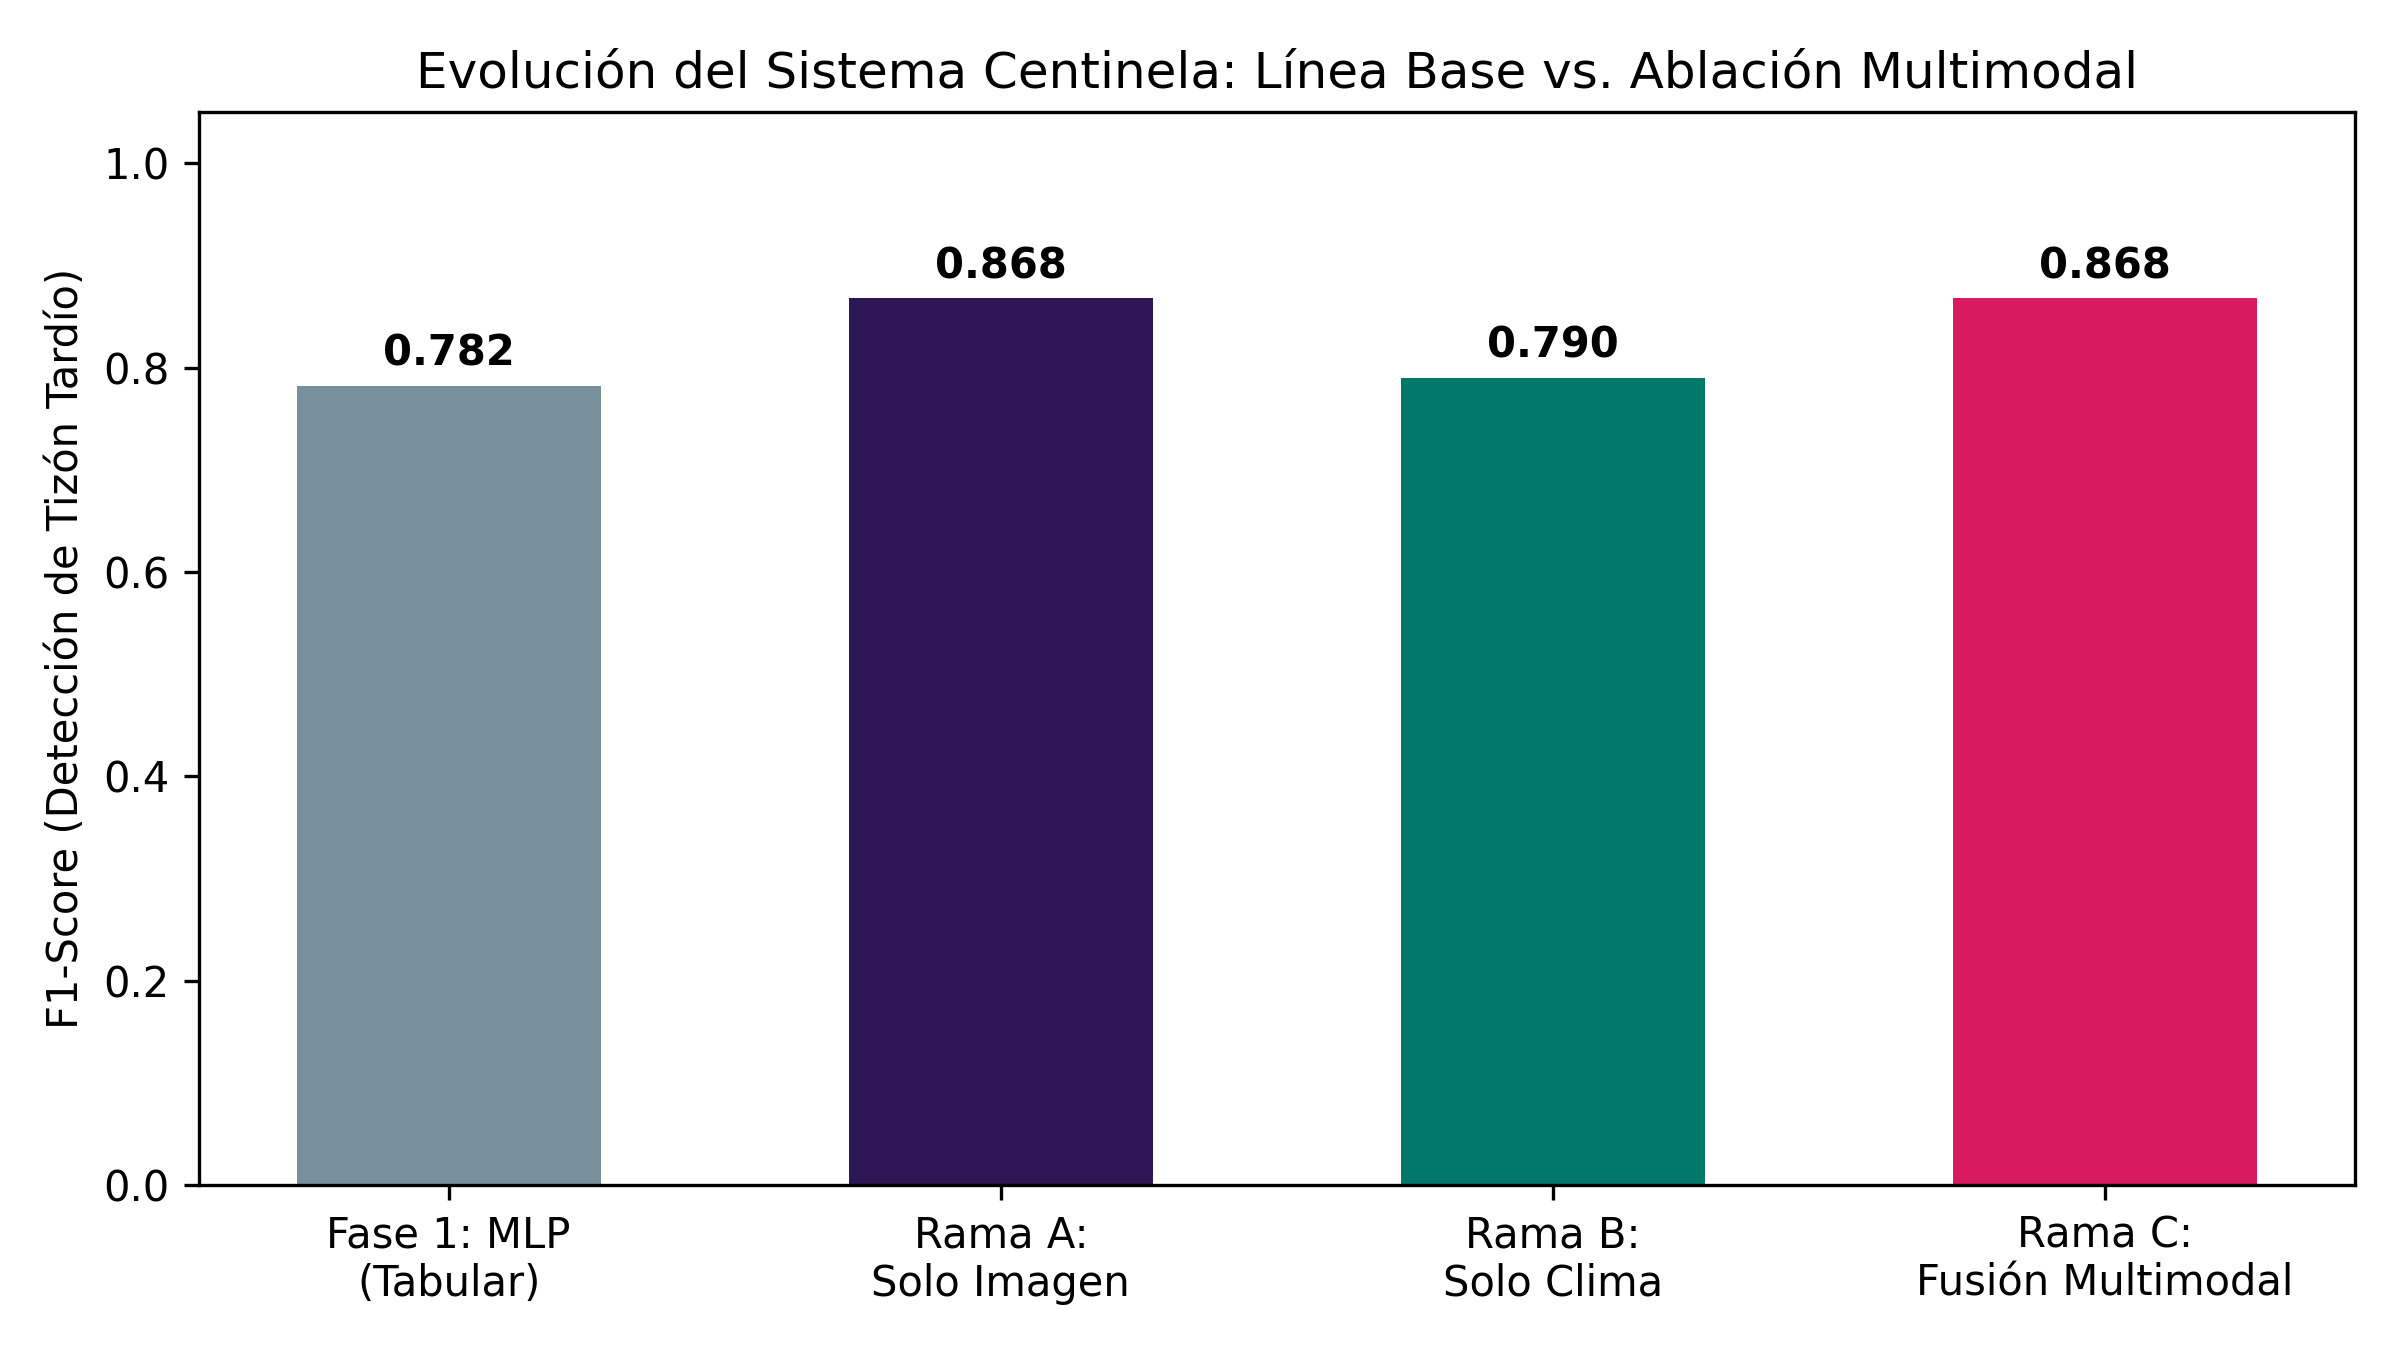 Evolución del Sistema Centinela: Línea Base vs. Ablación Multimodal
F1-Score (Detección de Tizón Tardío)
1.0
0.8
0.6
0.4
0.2
0.0
0.782
0.868
0.790
0.868
Fase 1: MLP
(Tabular)
Rama A:
Solo Imagen
Rama B:
Solo Clima
Rama C:
Fusión Multimodal